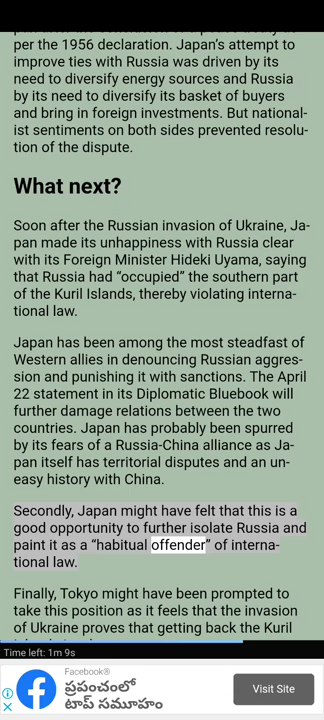 per the 1956 declaration. Japan's attempt to
improve ties with Russia was driven by its
need to diversify energy sources and Russia
by its need to diversify its basket of buyers
and bring in foreign investments. But national-
ist sentiments on both sides prevented resolu-
tion of the dispute.
What next?
Soon after the Russian invasion of Ukraine, Ja-
pan made its unhappiness with Russia clear
with its Foreign Minister Hideki Uyama, saying
that Russia had “occupied” the southern part
of the Kuril Islands, thereby violating interna-
tional law.
Japan has been among the most steadfast of
Western allies in denouncing Russian aggres-
sion and punishing it with sanctions. The April
22 statement in its Diplomatic Bluebook will
further damage relations between the two
countries. Japan has probably been spurred
by its fears of a Russia-China alliance as Ja-
pan itself has territorial disputes and an un-
easy history with China.
Secondly, Japan might have felt that this is a
good opportunity to further isolate Russia and
paint it as a “habitual offender” of interna-
tional law.
Finally, Tokyo might have been prompted to
take this position as it feels that the invasion
of Ukraine proves that getting back the Kuril
Time left: 1m 9s
Facebook®
ప్రపంచంలో
టాప్ సమూహం
Visit Site